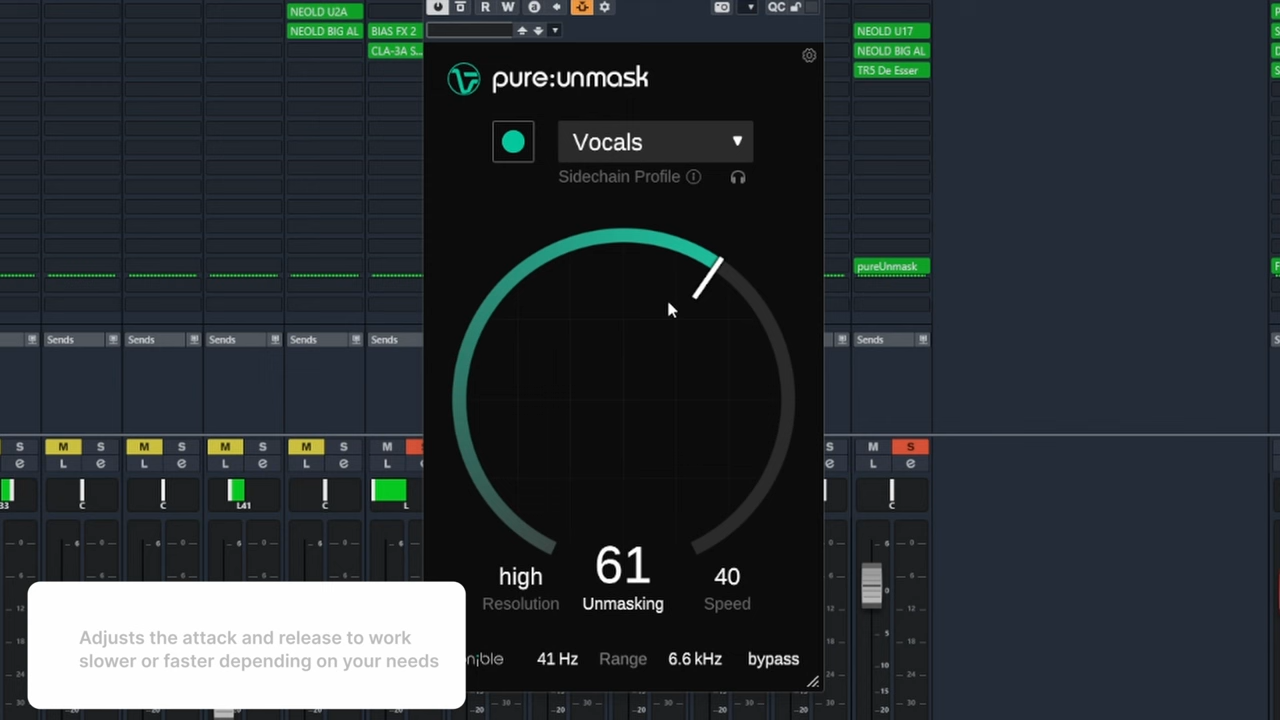 R W
QC
NEOLD U2A
NEOLD BIG AL
BIAS FX 2
CLA-3A S...
NEOLD U17
NEOLD BIG AL
TR5 De Esser
pure:unmask
Vocals
Sidechain Profile
pureUnmask
Sends Sends Sends Sends Sends Sends
S M S M S M S M S M S M S
L L L L L L
33 C C L41 C L C
high 61 40
Resolution Unmasking Speed
41 Hz Range 6.6 kHz bypass
Adjusts the attack and release to work
slower or faster depending on your needs